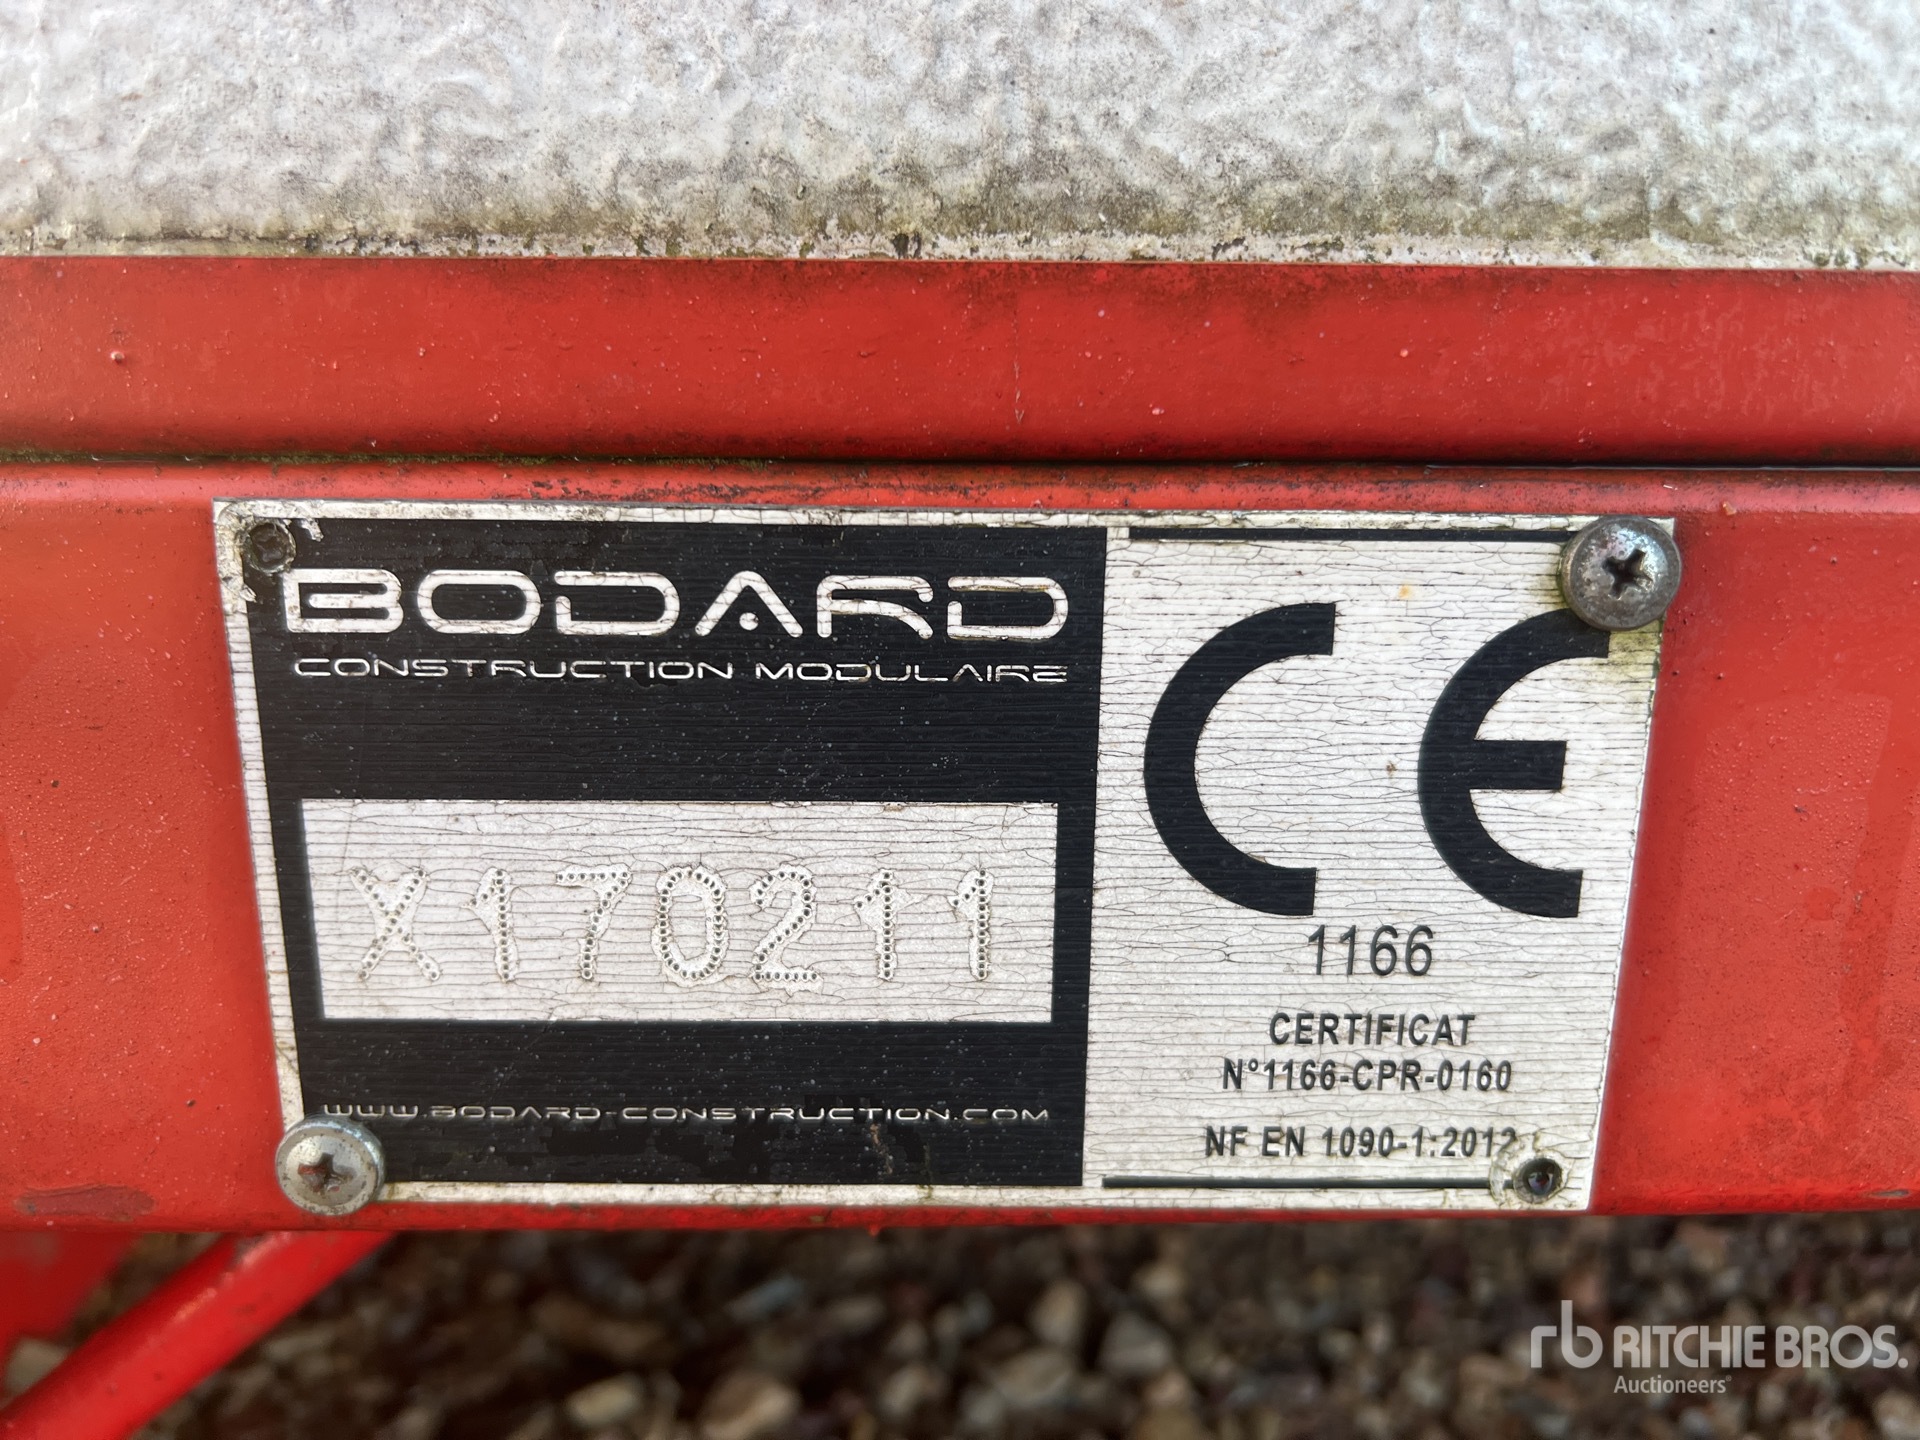 BODARD
CONSTRUCTION MODULAIRE
X170211
WWW.BODARD-CONSTRUCTION.COM
CE
1166
CERTIFICAT
N°1166-CPR-0160
NF EN 1090-1:2012
rb RITCHIE BROS.
Auctioneers